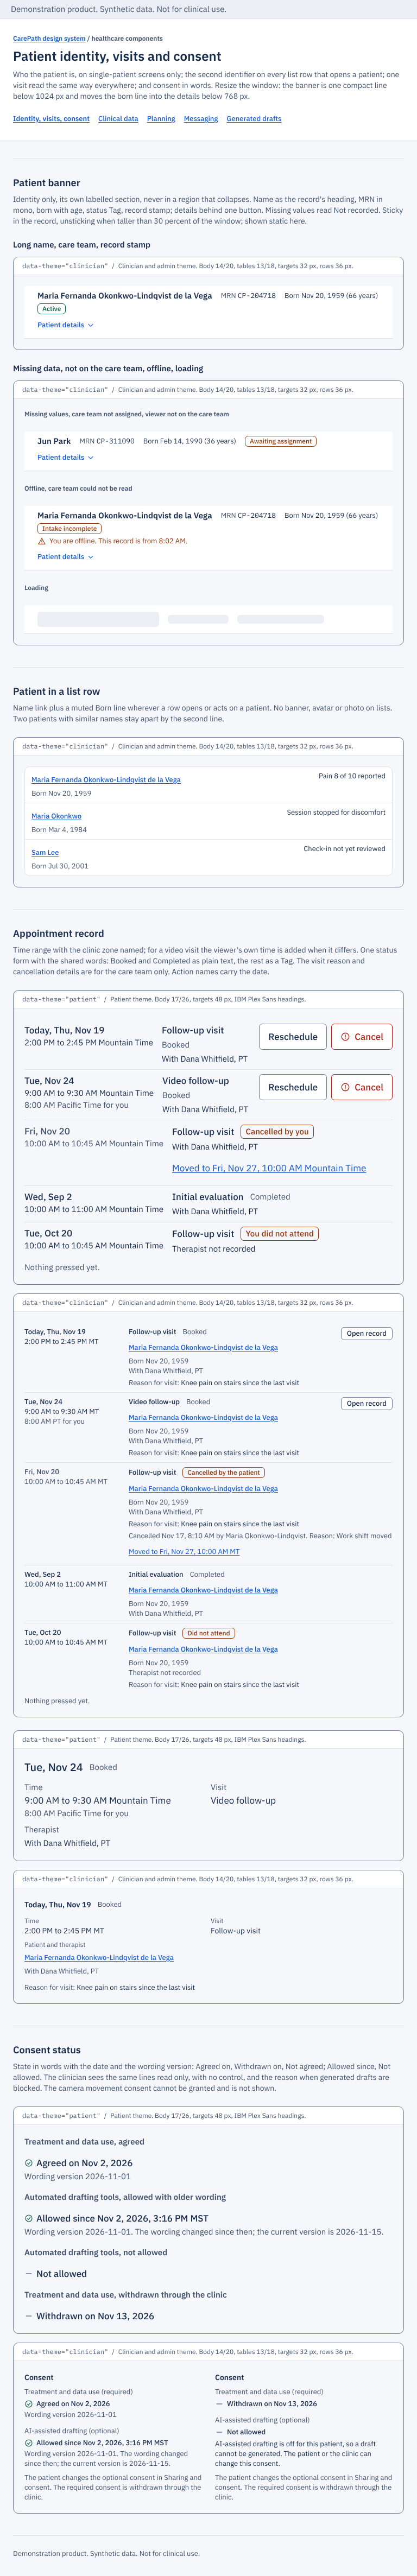 Demonstration product. Synthetic data. Not for clinical use.
CarePath design system / healthcare components
Patient identity, visits and consent
Who the patient is, on single-patient screens only; the second identifier on every list row that opens a patient; one
visit read the same way everywhere; and consent in words. Resize the window: the banner is one compact line
below 1024 px and moves the born line into the details below 768 px.
Identity, visits, consent
Clinical data
Planning
Messaging
Generated drafts
Patient banner
Identity only, its own labelled section, never in a region that collapses. Name as the record's heading, MRN in
mono, born with age, status Tag, record stamp; details behind one button. Missing values read Not recorded. Sticky
in the record, unsticking when taller than 30 percent of the window; shown static here.
Long name, care team, record stamp
data-theme="clinician" / Clinician and admin theme. Body 14/20, tables 13/18, targets 32 px, rows 36 px.
Maria Fernanda Okonkwo-Lindqvist de la Vega MRN CP-204718 Born Nov 20, 1959 (66 years)
Active
Patient details
Missing data, not on the care team, offline, loading
data-theme="clinician" / Clinician and admin theme. Body 14/20, tables 13/18, targets 32 px, rows 36 px.
Missing values, care team not assigned, viewer not on the care team
Jun Park MRN CP-311090 Born Feb 14, 1990 (36 years) Awaiting assignment
Patient details
Offline, care team could not be read
Maria Fernanda Okonkwo-Lindqvist de la Vega MRN CP-204718 Born Nov 20, 1959 (66 years)
Intake incomplete
You are offline. This record is from 8:02 AM.
Patient details
Loading
Patient in a list row
Name link plus a muted Born line wherever a row opens or acts on a patient. No banner, avatar or photo on lists.
Two patients with similar names stay apart by the second line.
data-theme="clinician" / Clinician and admin theme. Body 14/20, tables 13/18, targets 32 px, rows 36 px.
Maria Fernanda Okonkwo-Lindqvist de la Vega
Pain 8 of 10 reported
Born Nov 20, 1959
Maria Okonkwo
Session stopped for discomfort
Born Mar 4, 1984
Sam Lee
Check-in not yet reviewed
Born Jul 30, 2001
Appointment record
Time range with the clinic zone named; for a video visit the viewer's own time is added when it differs. One status
form with the shared words: Booked and Completed as plain text, the rest as a Tag. The visit reason and
cancellation details are for the care team only. Action names carry the date.
data-theme="patient" / Patient theme. Body 17/26, targets 48 px, IBM Plex Sans headings.
Today, Thu, Nov 19
2:00 PM to 2:45 PM Mountain Time
Follow-up visit
Booked
With Dana Whitfield, PT
Reschedule
Cancel
Tue, Nov 24
9:00 AM to 9:30 AM Mountain Time
8:00 AM Pacific Time for you
Video follow-up
Booked
With Dana Whitfield, PT
Reschedule
Cancel
Fri, Nov 20
10:00 AM to 10:45 AM Mountain Time
Follow-up visit Cancelled by you
With Dana Whitfield, PT
Moved to Fri, Nov 27, 10:00 AM Mountain Time
Wed, Sep 2
10:00 AM to 11:00 AM Mountain Time
Initial evaluation Completed
With Dana Whitfield, PT
Tue, Oct 20
10:00 AM to 10:45 AM Mountain Time
Follow-up visit You did not attend
Therapist not recorded
Nothing pressed yet.
data-theme="clinician" / Clinician and admin theme. Body 14/20, tables 13/18, targets 32 px, rows 36 px.
Today, Thu, Nov 19
2:00 PM to 2:45 PM MT
Follow-up visit Booked
Maria Fernanda Okonkwo-Lindqvist de la Vega
Born Nov 20, 1959
With Dana Whitfield, PT
Reason for visit: Knee pain on stairs since the last visit
Open record
Tue, Nov 24
9:00 AM to 9:30 AM MT
8:00 AM PT for you
Video follow-up Booked
Maria Fernanda Okonkwo-Lindqvist de la Vega
Born Nov 20, 1959
With Dana Whitfield, PT
Reason for visit: Knee pain on stairs since the last visit
Open record
Fri, Nov 20
10:00 AM to 10:45 AM MT
Follow-up visit Cancelled by the patient
Maria Fernanda Okonkwo-Lindqvist de la Vega
Born Nov 20, 1959
With Dana Whitfield, PT
Reason for visit: Knee pain on stairs since the last visit
Cancelled Nov 17, 8:10 AM by Maria Okonkwo-Lindqvist. Reason: Work shift moved
Moved to Fri, Nov 27, 10:00 AM MT
Wed, Sep 2
10:00 AM to 11:00 AM MT
Initial evaluation Completed
Maria Fernanda Okonkwo-Lindqvist de la Vega
Born Nov 20, 1959
With Dana Whitfield, PT
Tue, Oct 20
10:00 AM to 10:45 AM MT
Follow-up visit Did not attend
Maria Fernanda Okonkwo-Lindqvist de la Vega
Born Nov 20, 1959
Therapist not recorded
Reason for visit: Knee pain on stairs since the last visit
Nothing pressed yet.
data-theme="patient" / Patient theme. Body 17/26, targets 48 px, IBM Plex Sans headings.
Tue, Nov 24 Booked
Time
9:00 AM to 9:30 AM Mountain Time
8:00 AM Pacific Time for you
Visit
Video follow-up
Therapist
With Dana Whitfield, PT
data-theme="clinician" / Clinician and admin theme. Body 14/20, tables 13/18, targets 32 px, rows 36 px.
Today, Thu, Nov 19 Booked
Time
2:00 PM to 2:45 PM MT
Visit
Follow-up visit
Patient and therapist
Maria Fernanda Okonkwo-Lindqvist de la Vega
With Dana Whitfield, PT
Reason for visit: Knee pain on stairs since the last visit
Consent status
State in words with the date and the wording version: Agreed on, Withdrawn on, Not agreed; Allowed since, Not
allowed. The clinician sees the same lines read only, with no control, and the reason when generated drafts are
blocked. The camera movement consent cannot be granted and is not shown.
data-theme="patient" / Patient theme. Body 17/26, targets 48 px, IBM Plex Sans headings.
Treatment and data use, agreed
Agreed on Nov 2, 2026
Wording version 2026-11-01
Automated drafting tools, allowed with older wording
Allowed since Nov 2, 2026, 3:16 PM MST
Wording version 2026-11-01. The wording changed since then; the current version is 2026-11-15.
Automated drafting tools, not allowed
Not allowed
Treatment and data use, withdrawn through the clinic
Withdrawn on Nov 13, 2026
data-theme="clinician" / Clinician and admin theme. Body 14/20, tables 13/18, targets 32 px, rows 36 px.
Consent
Treatment and data use (required)
Agreed on Nov 2, 2026
Wording version 2026-11-01
AI-assisted drafting (optional)
Allowed since Nov 2, 2026, 3:16 PM MST
Wording version 2026-11-01. The wording changed
since then; the current version is 2026-11-15.
The patient changes the optional consent in Sharing and
consent. The required consent is withdrawn through the
clinic.
Consent
Treatment and data use (required)
Withdrawn on Nov 13, 2026
AI-assisted drafting (optional)
Not allowed
AI-assisted drafting is off for this patient, so a draft
cannot be generated. The patient or the clinic can
change this consent.
The patient changes the optional consent in Sharing and
consent. The required consent is withdrawn through the
clinic.
Demonstration product. Synthetic data. Not for clinical use.